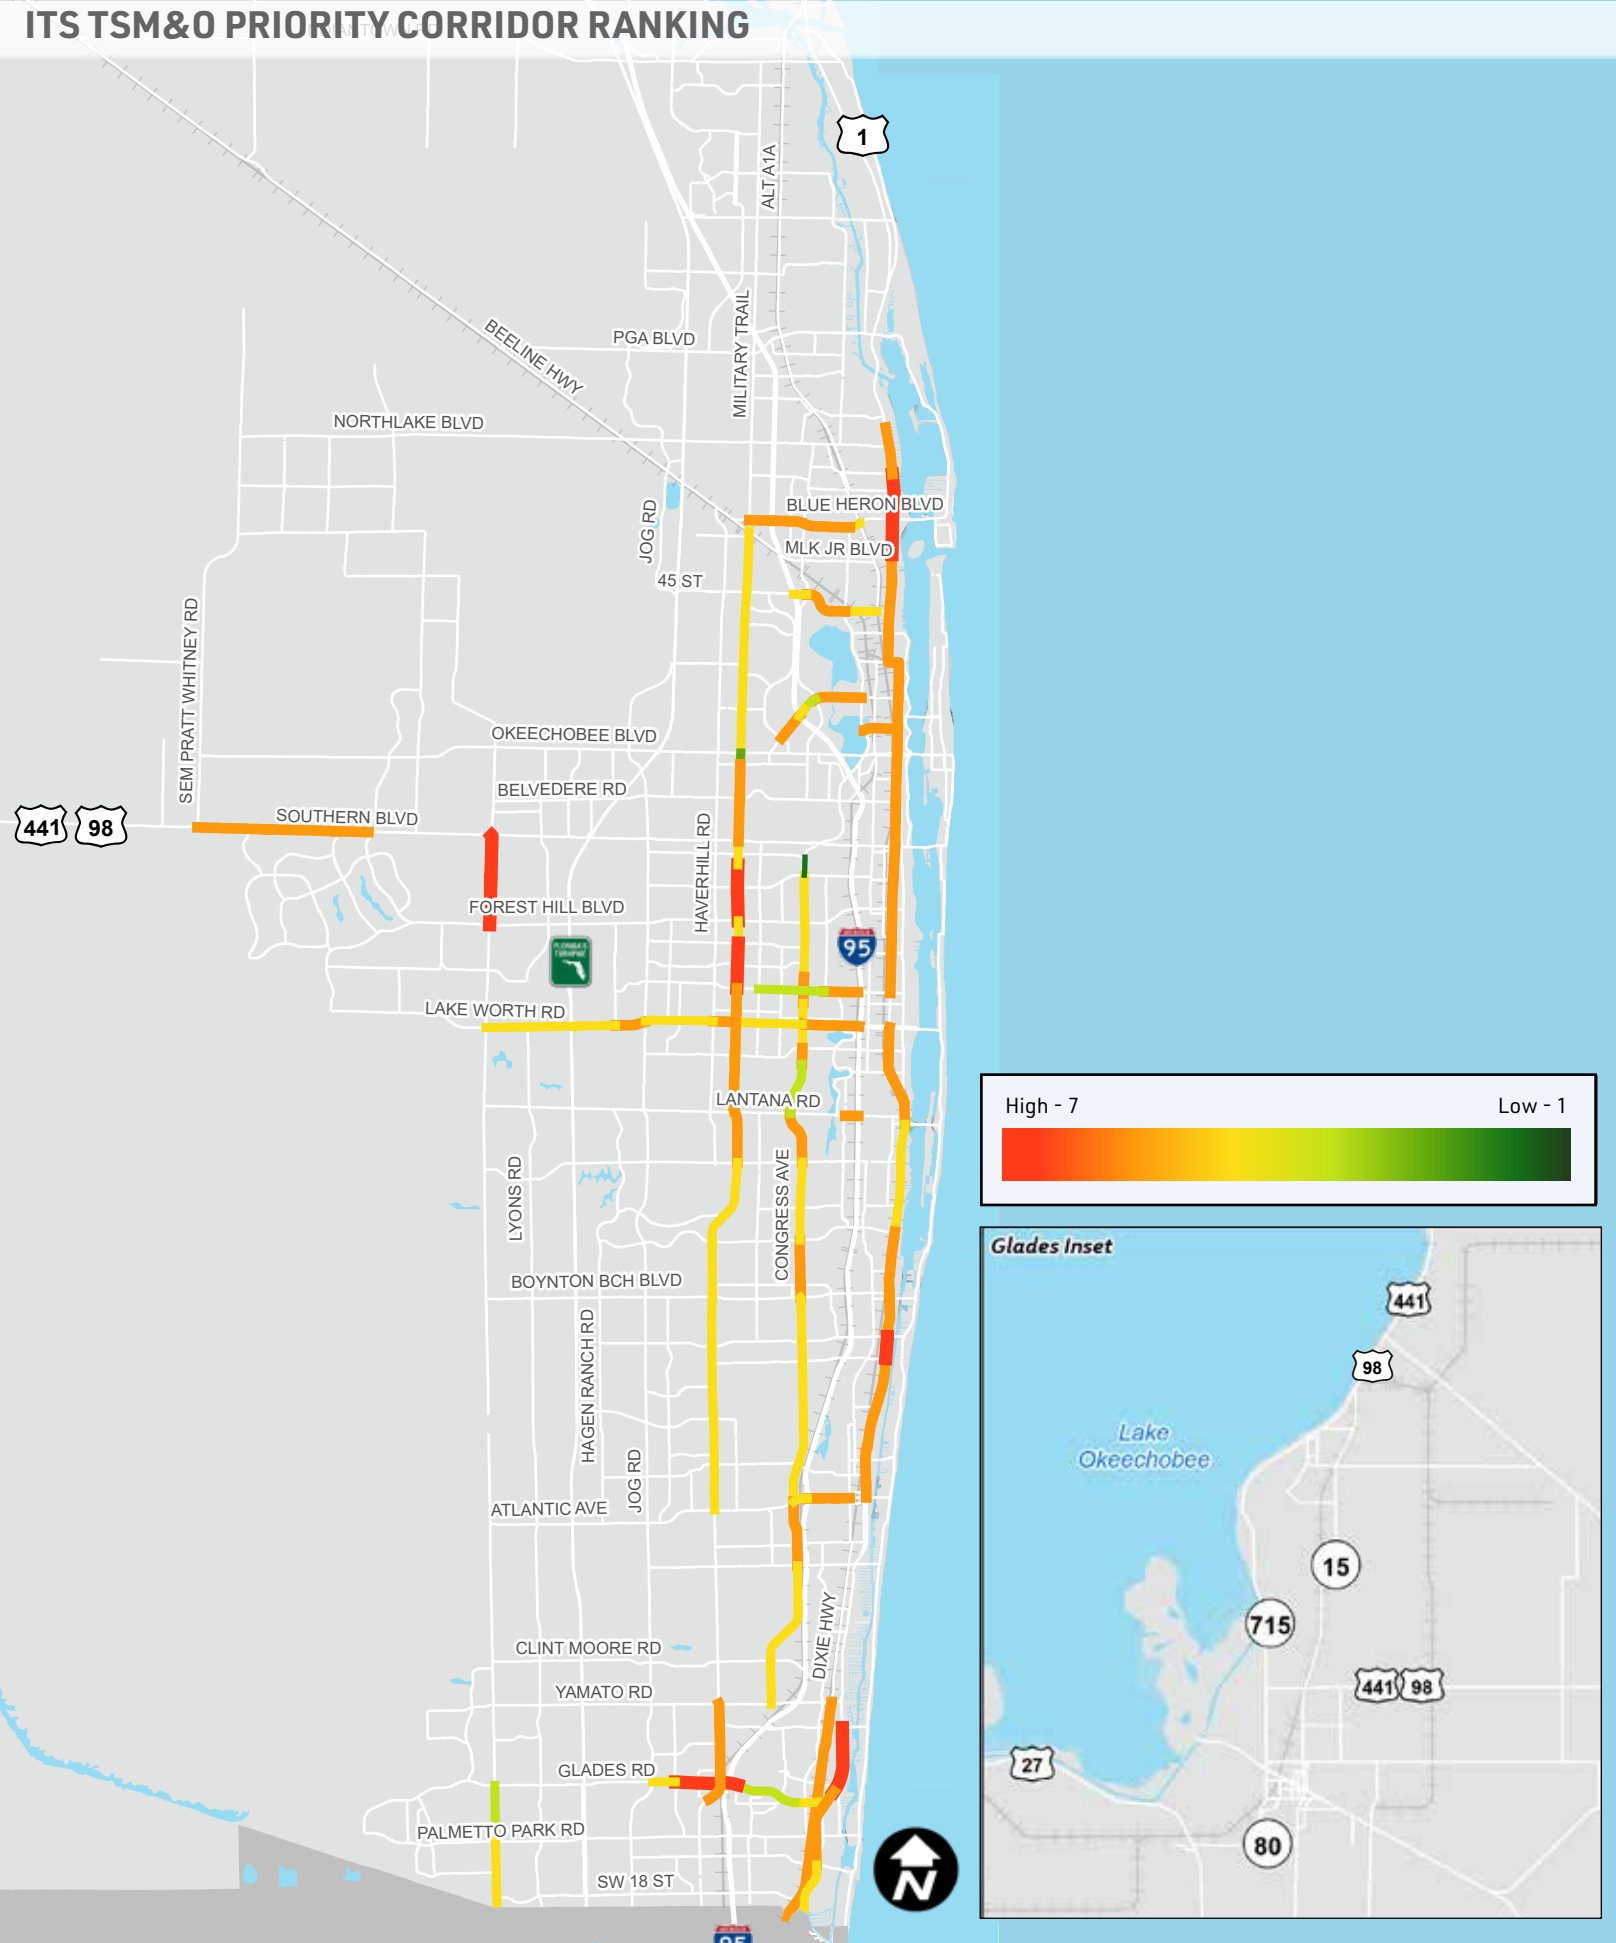 ITS TSM&O PRIORITY CORRIDOR RANKING
1
ALT A1A
MILITARY TRAIL
PGA BLVD
BEELINE HWY
NORTHLAKE BLVD
JOG RD
BLUE HERON BLVD
MLK JR BLVD
45 ST
SEM PRATT WHITNEY RD
OKEECHOBEE BLVD
BELVEDERE RD
441
98
SOUTHERN BLVD
HAVERHILL RD
FOREST HILL BLVD
95
LAKE WORTH RD
LANTANA RD
High - 7
Low - 1
LYONS RD
CONGRESS AVE
Glades Inset
BOYNTON BCH BLVD
441
98
HAGEN RANCH RD
Lake
Okeechobee
JOG RD
ATLANTIC AVE
15
715
DIXIE HWY
CLINT MOORE RD
YAMATO RD
441
98
27
GLADES RD
PALMETTO PARK RD
80
SW 18 ST
N
95